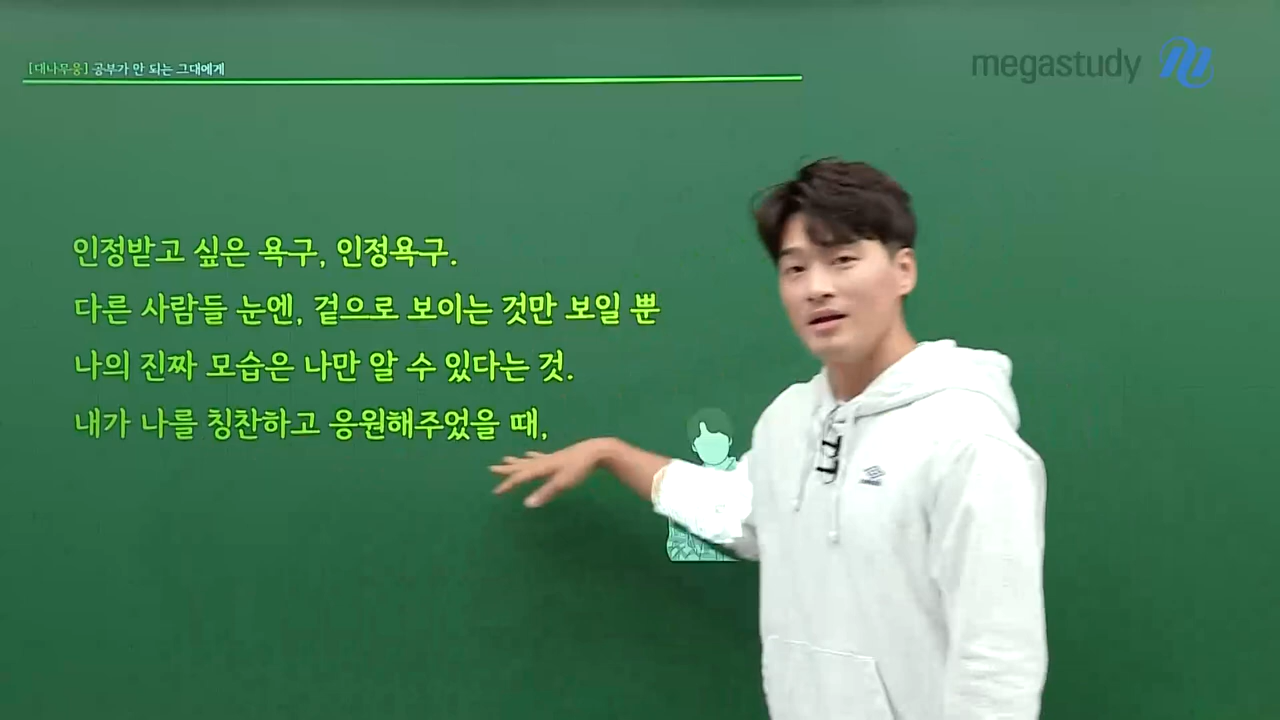 [대나무웅] 공부가 안 되는 그대에게
megastudy
인정받고 싶은 욕구, 인정욕구.
다른 사람들 눈엔, 겉으로 보이는 것만 보일 뿐
나의 진짜 모습은 나만 알 수 있다는 것.
내가 나를 칭찬하고 응원해주었을 때,